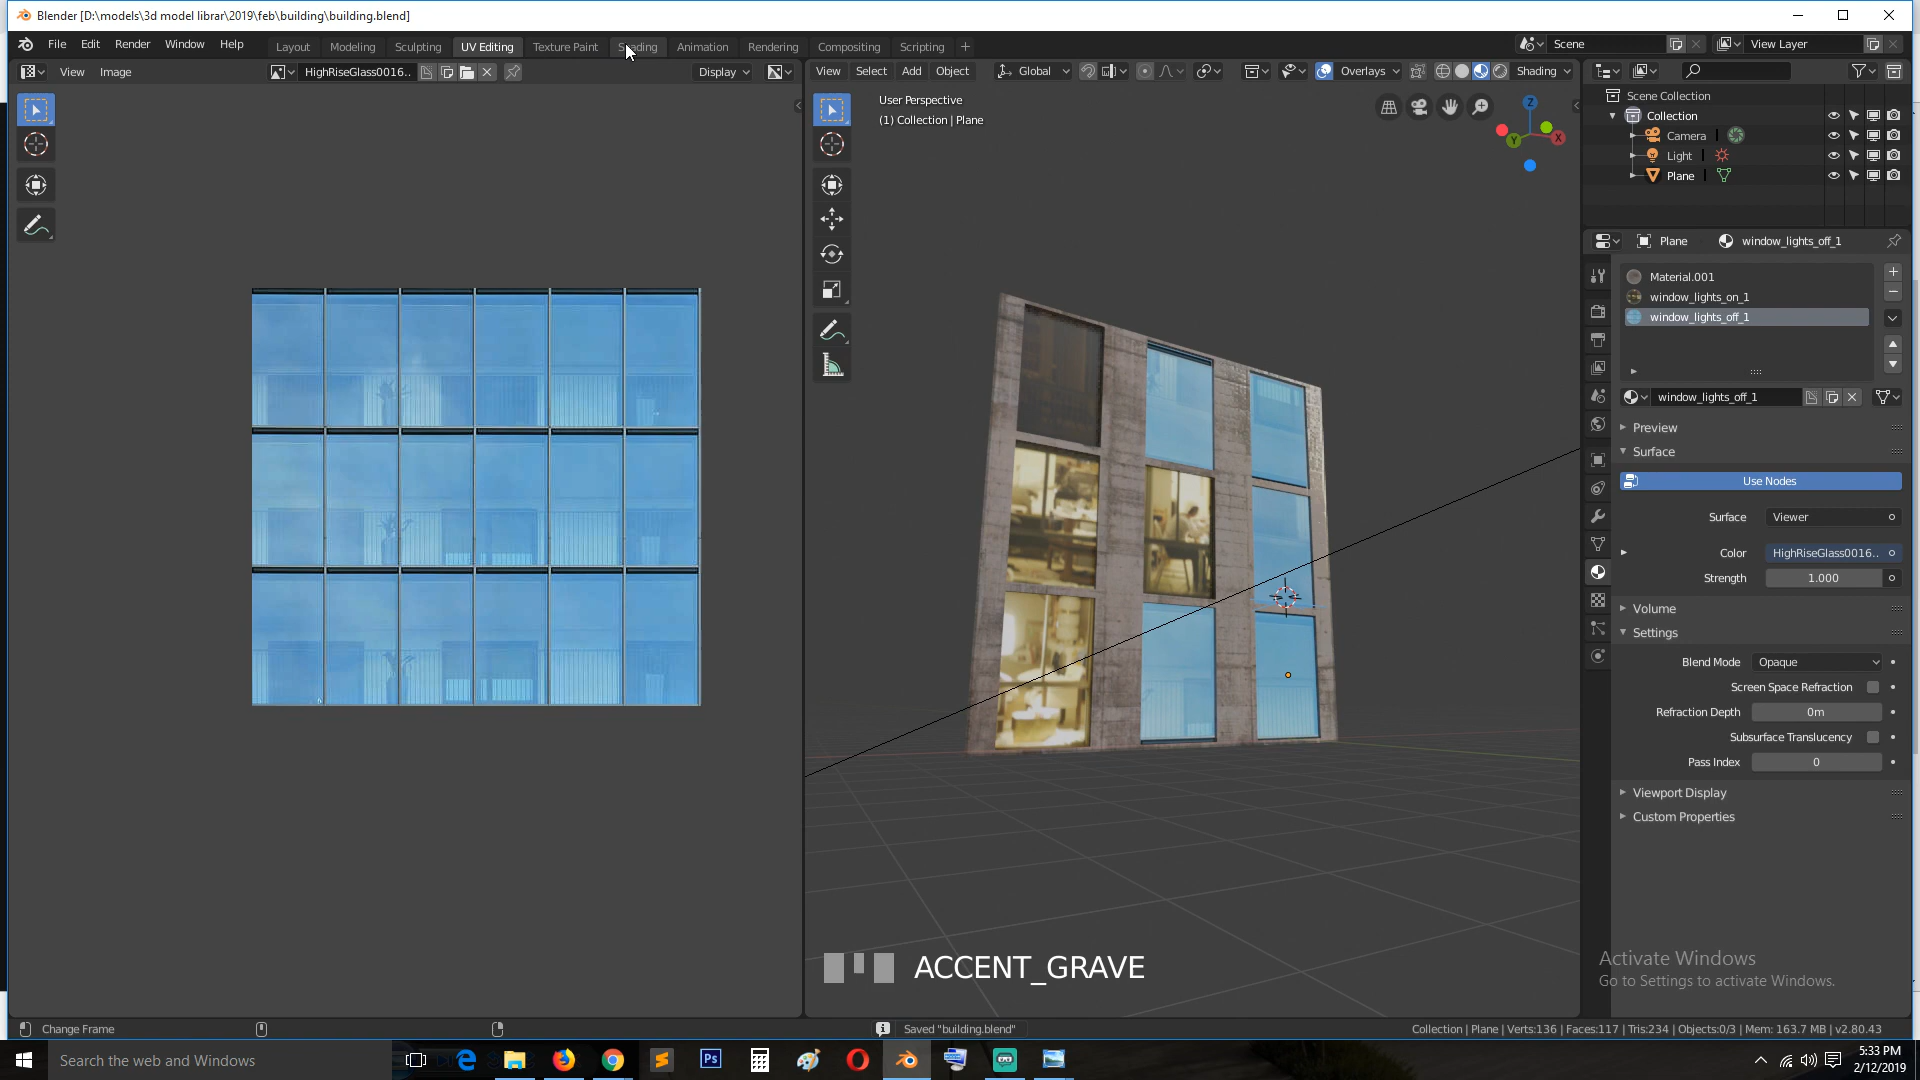 Blender [D:\models\3d model librar\2019\feb\building\building.blend]
File Edit Render Window Help Layout Modeling Sculpting UV Editing Texture Paint Shading Animation Rendering Compositing Scripting + Scene View Layer
View Image HighRiseGlass0016.. Display View Select Add Object Global Overlays Shading
User Perspective
(1) Collection | Plane
Z
X
Y
Scene Collection
Collection
Camera
Light
Plane
Plane window_lights_off_1
Material.001
window_lights_on_1
window_lights_off_1
window_lights_off_1
Preview
Surface
Use Nodes
Surface Viewer
Color HighRiseGlass0016..
Strength 1.000
Volume
Settings
Blend Mode Opaque
Screen Space Refraction
Refraction Depth 0m
Subsurface Translucency
Pass Index 0
Viewport Display
Custom Properties
ACCENT_GRAVE
Activate Windows
Go to Settings to activate Windows.
Change Frame Saved "building.blend" Collection | Plane | Verts:136 | Faces:117 | Tris:234 | Objects:0/3 | Mem: 163.7 MB | v2.80.43
Search the web and Windows
Ps
5:33 PM
2/12/2019